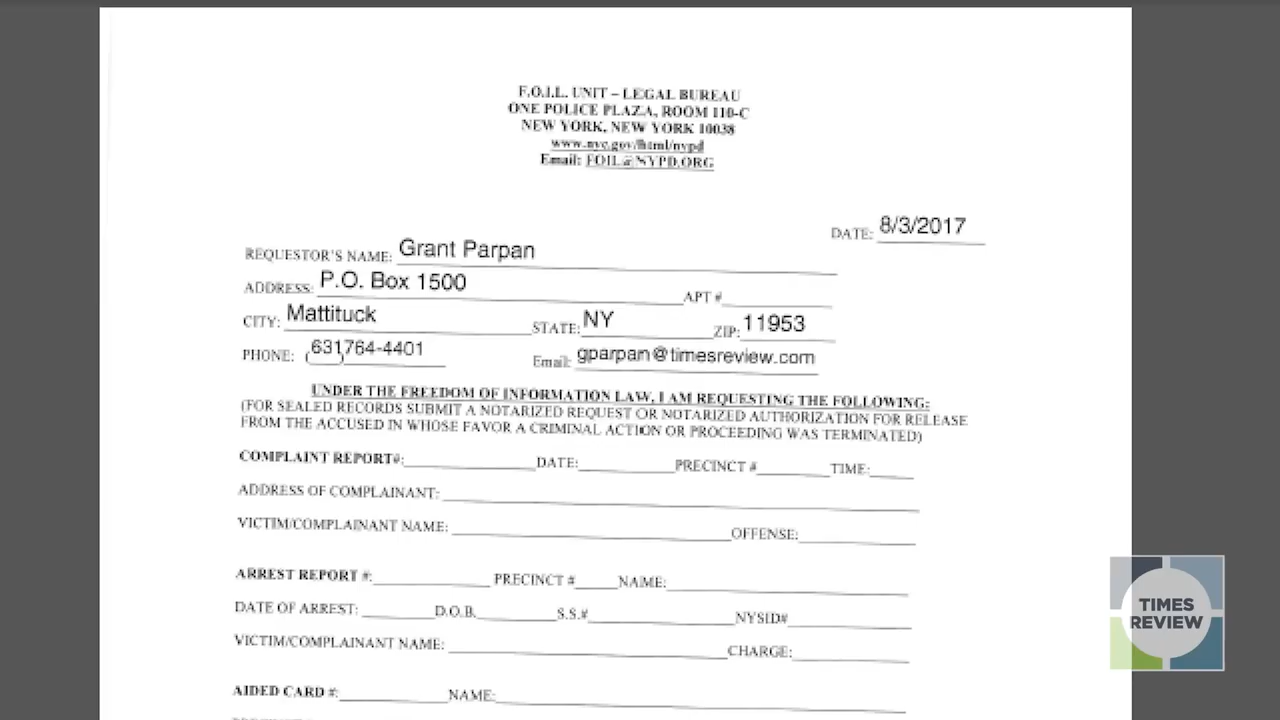 F.O.I.L. UNIT – LEGAL BUREAU
ONE POLICE PLAZA, ROOM 110-C
NEW YORK, NEW YORK 10038
www.nyc.gov/html/nypd
Email: FOIL@NYPD.ORG
DATE: 8/3/2017
REQUESTOR'S NAME: Grant Parpan
ADDRESS: P.O. Box 1500 APT #
CITY: Mattituck STATE: NY ZIP: 11953
PHONE: (631)764-4401 Email: gparpan@timesreview.com
UNDER THE FREEDOM OF INFORMATION LAW, I AM REQUESTING THE FOLLOWING:
(FOR SEALED RECORDS SUBMIT A NOTARIZED REQUEST OR NOTARIZED AUTHORIZATION FOR RELEASE
FROM THE ACCUSED IN WHOSE FAVOR A CRIMINAL ACTION OR PROCEEDING WAS TERMINATED)
COMPLAINT REPORT#: DATE: PRECINCT # TIME:
ADDRESS OF COMPLAINANT:
VICTIM/COMPLAINANT NAME: OFFENSE:
ARREST REPORT #: PRECINCT # NAME:
DATE OF ARREST: D.O.B. S.S.# NYSID#
VICTIM/COMPLAINANT NAME: CHARGE:
AIDED CARD #: NAME:
TIMES
REVIEW